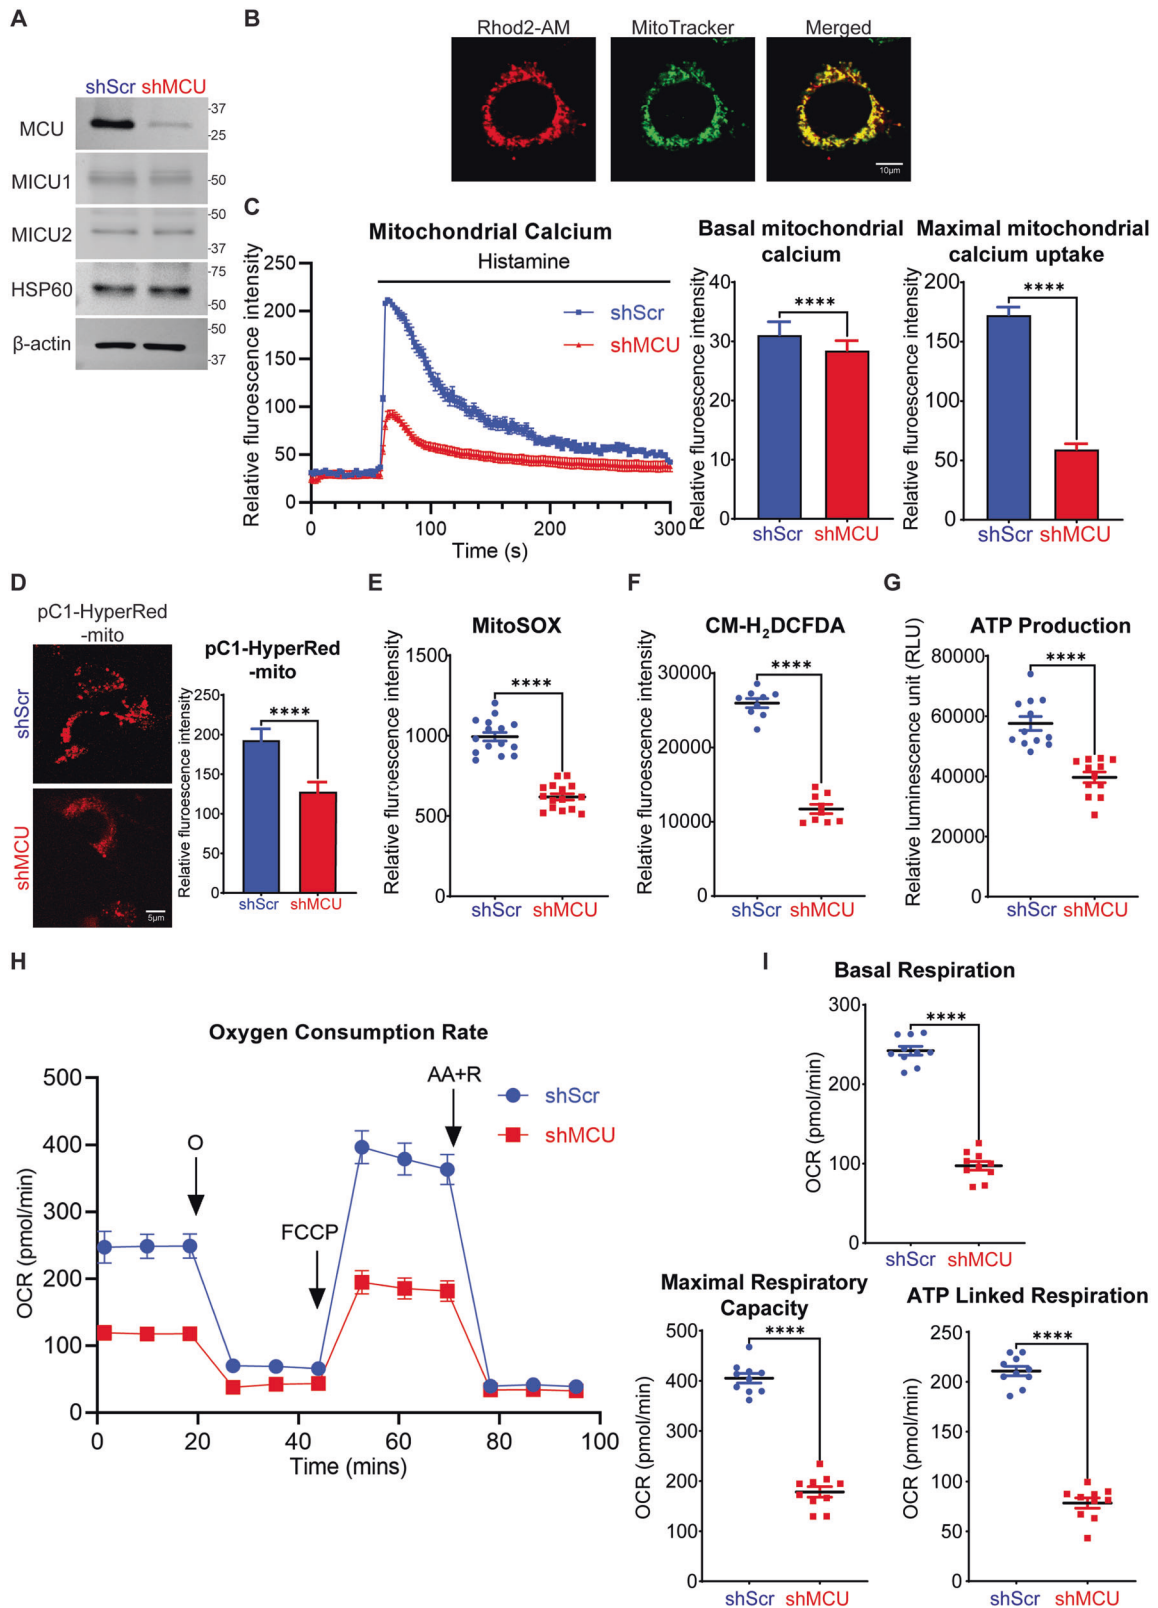 A
shScr shMCU
MCU
-37
-25
MICU1
-50
MICU2
-50
-37
HSP60
-75
-50
β-actin
-50
-37
B
Rhod2-AM MitoTracker Merged
10μm
C
Mitochondrial Calcium
Histamine
shScr
shMCU
Relative fluroescence intensity
250
200
150
100
50
0
0 100 200 300
Time (s)
Basal mitochondrial
calcium
Relative fluroescence intensity
40
30
20
10
0
****
shScr shMCU
Maximal mitochondrial
calcium uptake
Relative fluroescence intensity
200
150
100
50
0
****
shScr shMCU
D
pC1-HyperRed
-mito
shScr
shMCU
5μm
pC1-HyperRed
-mito
Relative fluroescence intensity
250
200
150
100
50
0
****
shScr shMCU
E
MitoSOX
Relative fluroescence intensity
1500
1000
500
0
****
shScr shMCU
F
CM-H₂DCFDA
Relative fluroescence intensity
30000
20000
10000
0
****
shScr shMCU
G
ATP Production
Relative luminescence unit (RLU)
80000
60000
40000
20000
0
****
shScr shMCU
H
Oxygen Consumption Rate
OCR (pmol/min)
500
400
300
200
100
0
O
FCCP
AA+R
shScr
shMCU
0 20 40 60 80 100
Time (mins)
I
Basal Respiration
OCR (pmol/min)
300
200
100
0
****
shScr shMCU
Maximal Respiratory
Capacity
OCR (pmol/min)
500
400
300
200
100
0
****
shScr shMCU
ATP Linked Respiration
OCR (pmol/min)
250
200
150
100
50
0
****
shScr shMCU